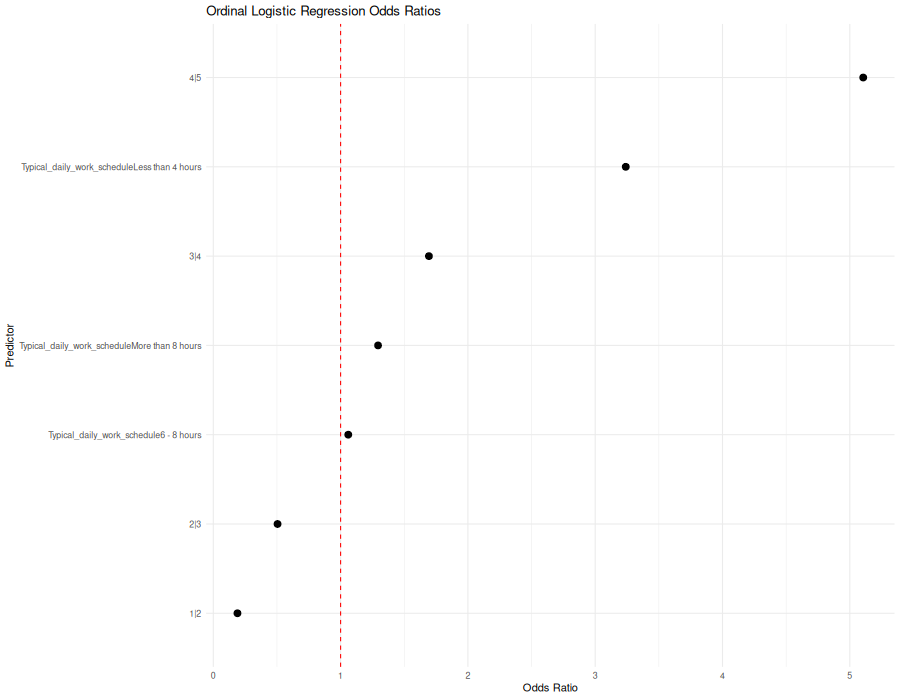 Ordinal Logistic Regression Odds Ratios
Predictor
4|5
Typical_daily_work_scheduleLess than 4 hours
3|4
Typical_daily_work_scheduleMore than 8 hours
Typical_daily_work_schedule6 - 8 hours
2|3
1|2
0 1 2 3 4 5
Odds Ratio